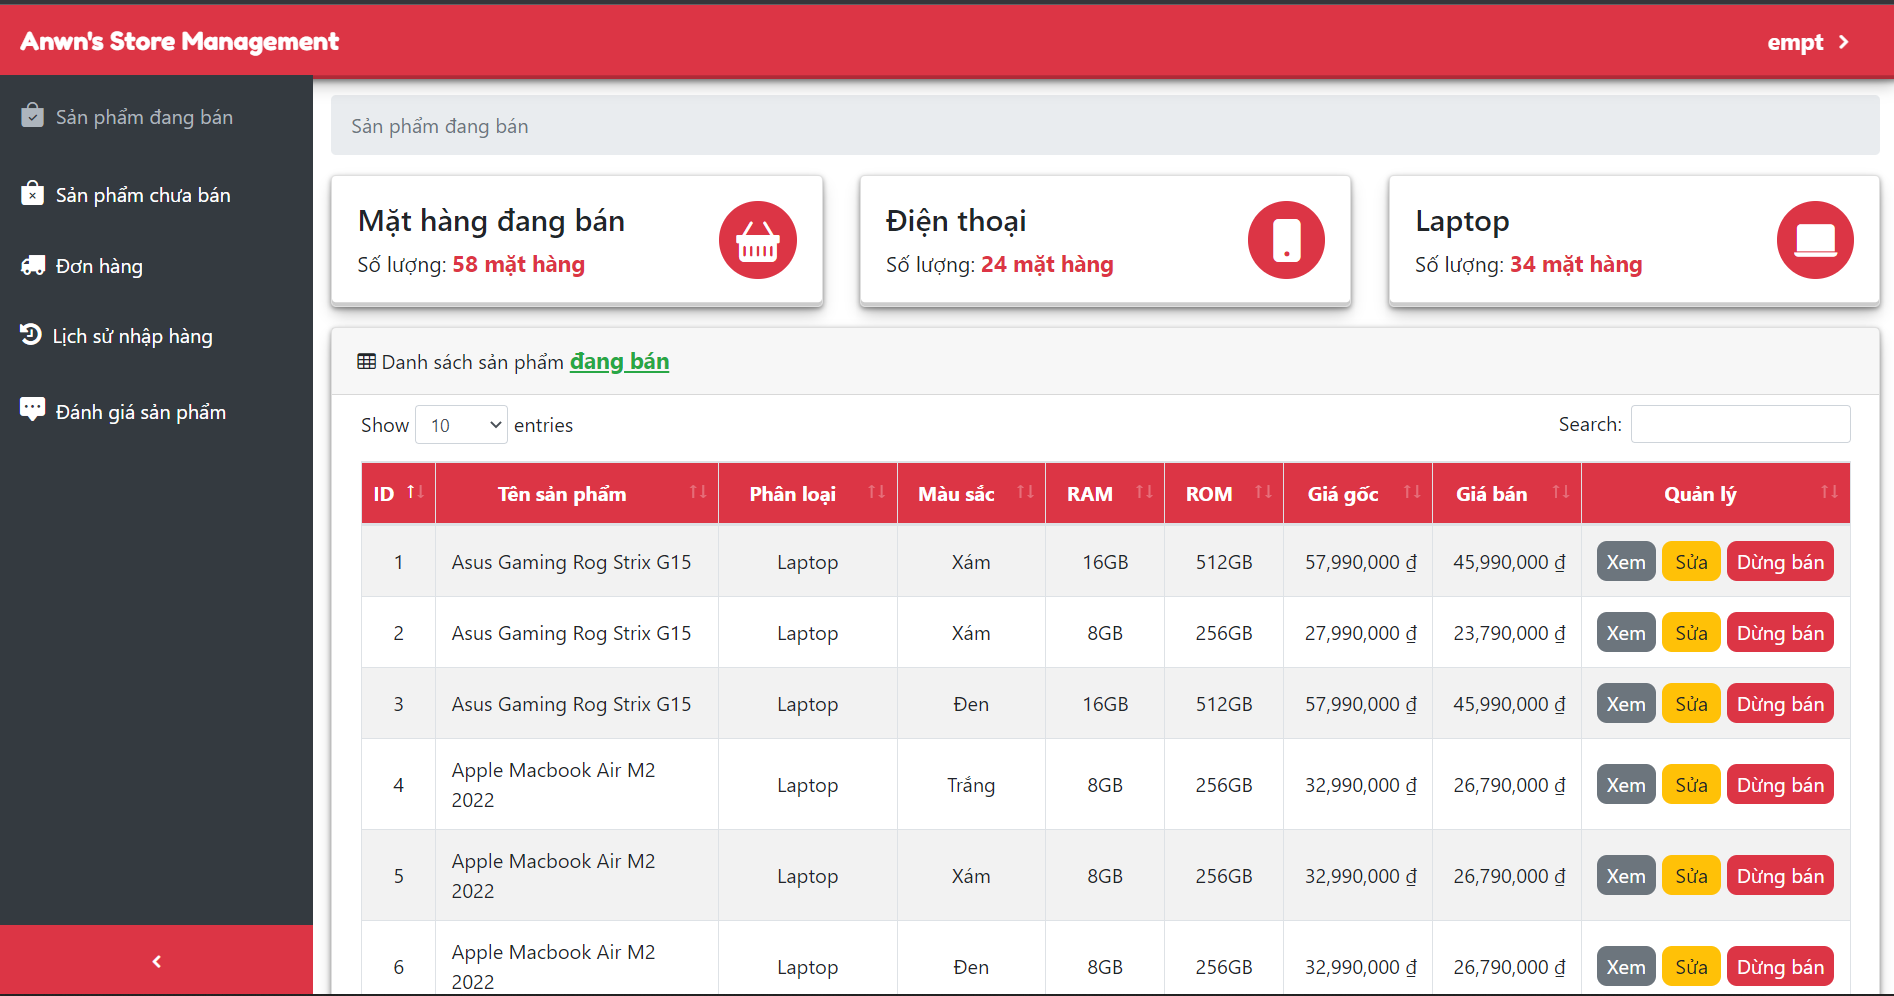 Anwn's Store Management
empt
Sản phẩm đang bán
Sản phẩm chưa bán
Đơn hàng
Lịch sử nhập hàng
Đánh giá sản phẩm
Sản phẩm đang bán
Mặt hàng đang bán
Số lượng: 58 mặt hàng
Điện thoại
Số lượng: 24 mặt hàng
Laptop
Số lượng: 34 mặt hàng
Danh sách sản phẩm đang bán
Show 10 entries
Search:
ID Tên sản phẩm Phân loại Màu sắc RAM ROM Giá gốc Giá bán Quản lý
1 Asus Gaming Rog Strix G15 Laptop Xám 16GB 512GB 57,990,000 ₫ 45,990,000 ₫ Xem Sửa Dừng bán
2 Asus Gaming Rog Strix G15 Laptop Xám 8GB 256GB 27,990,000 ₫ 23,790,000 ₫ Xem Sửa Dừng bán
3 Asus Gaming Rog Strix G15 Laptop Đen 16GB 512GB 57,990,000 ₫ 45,990,000 ₫ Xem Sửa Dừng bán
4 Apple Macbook Air M2 2022 Laptop Trắng 8GB 256GB 32,990,000 ₫ 26,790,000 ₫ Xem Sửa Dừng bán
5 Apple Macbook Air M2 2022 Laptop Xám 8GB 256GB 32,990,000 ₫ 26,790,000 ₫ Xem Sửa Dừng bán
6 Apple Macbook Air M2 2022 Laptop Đen 8GB 256GB 32,990,000 ₫ 26,790,000 ₫ Xem Sửa Dừng bán